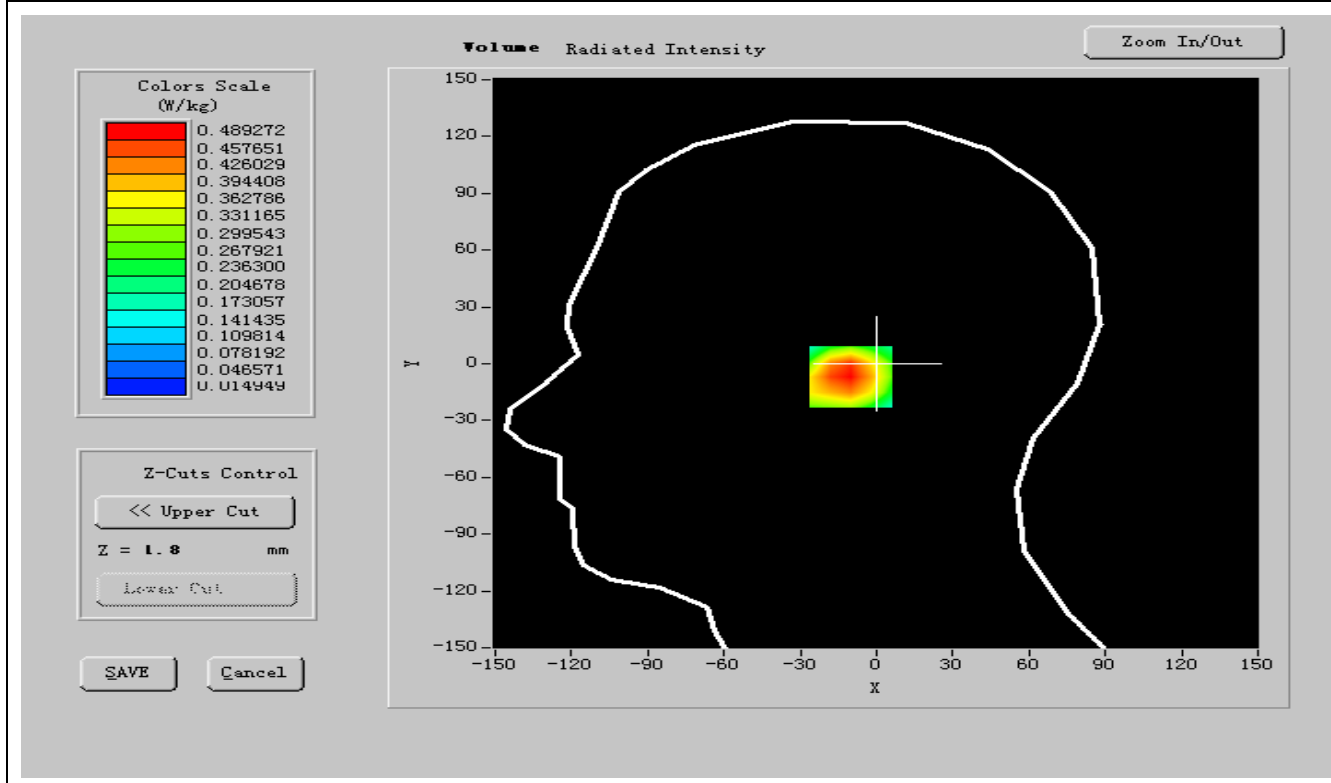 Volume Radiated Intensity
Zoom In/Out
Colors Scale
(W/kg)
0.489272
0.457651
0.426029
0.394408
0.362786
0.331165
0.299543
0.267921
0.236300
0.204678
0.173057
0.141435
0.109814
0.078192
0.046571
0.014949
Z-Cuts Control
<< Upper Cut
Z = 1.8 mm
Lower Cut
SAVE
Cancel
150
120
90
60
30
0
-30
-60
-90
-120
-150
Y
-150 -120 -90 -60 -30 0 30 60 90 120 150
X